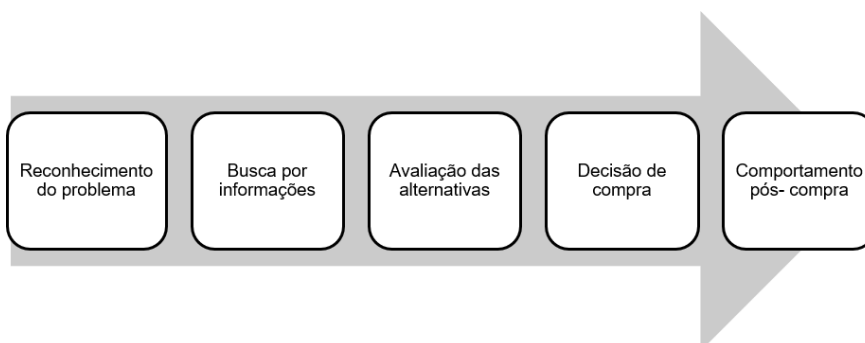 Reconhecimento
do problema
Busca por
informações
Avaliação das
alternativas
Decisão de
compra
Comportamento
pós- compra